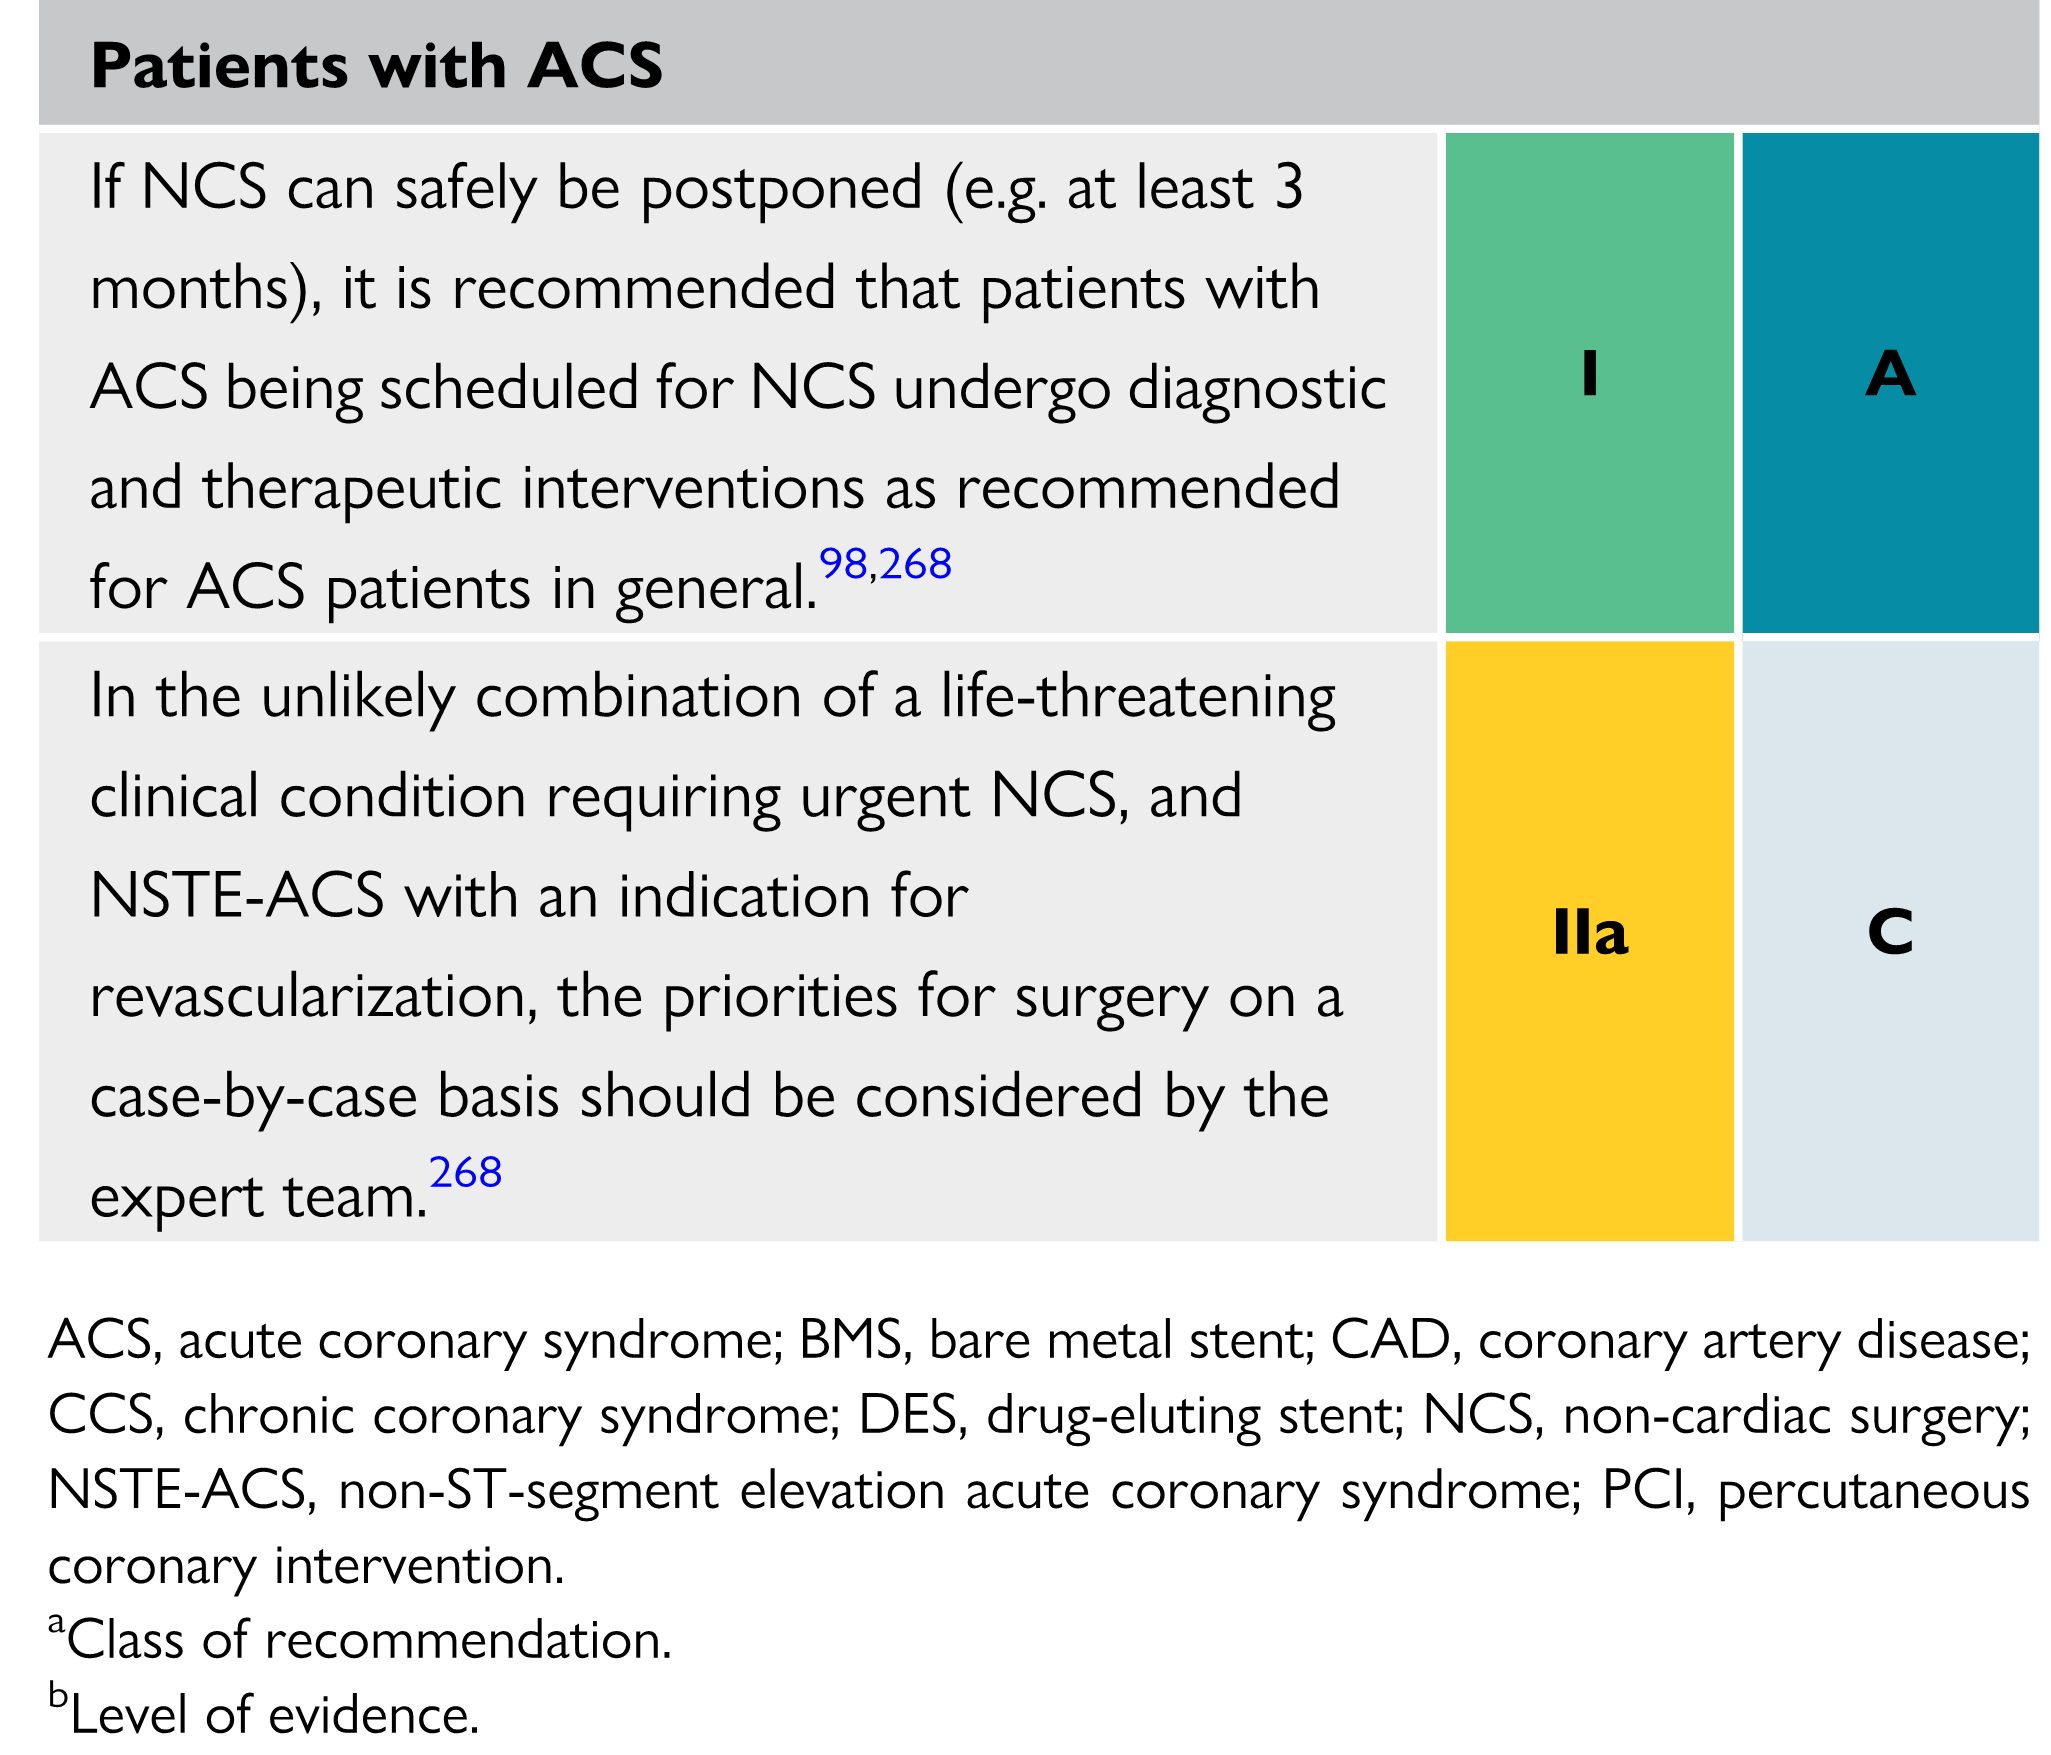 Patients with ACS
If NCS can safely be postponed (e.g. at least 3
months), it is recommended that patients with
ACS being scheduled for NCS undergo diagnostic
and therapeutic interventions as recommended
for ACS patients in general.98,268
I
A
In the unlikely combination of a life-threatening
clinical condition requiring urgent NCS, and
NSTE-ACS with an indication for
revascularization, the priorities for surgery on a
case-by-case basis should be considered by the
expert team.268
IIa
C
ACS, acute coronary syndrome; BMS, bare metal stent; CAD, coronary artery disease;
CCS, chronic coronary syndrome; DES, drug-eluting stent; NCS, non-cardiac surgery;
NSTE-ACS, non-ST-segment elevation acute coronary syndrome; PCI, percutaneous
coronary intervention.
aClass of recommendation.
bLevel of evidence.